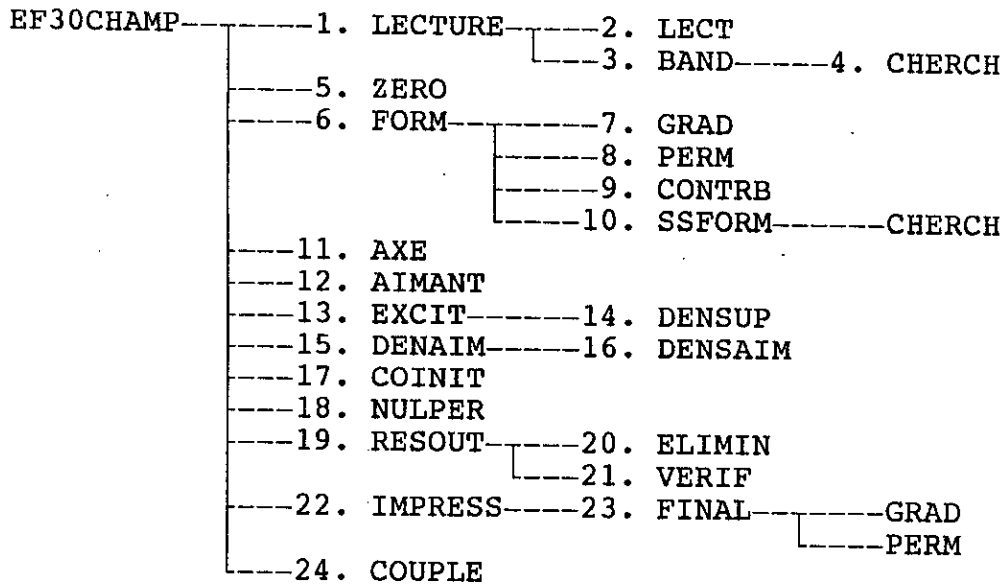 EF30CHAMP 1. LECTURE 2. LECT
3. BAND 4. CHERCH
5. ZERO
6. FORM 7. GRAD
8. PERM
9. CONTRB
10. SSFORM CHERCH
11. AXE
12. AIMANT
13. EXCIT 14. DENSUP
15. DENAIM 16. DENSAIM
17. COINIT
18. NULPER
19. RESOUT 20. ELIMIN
21. VERIF
22. IMPRESS 23. FINAL GRAD
PERM
24. COUPLE